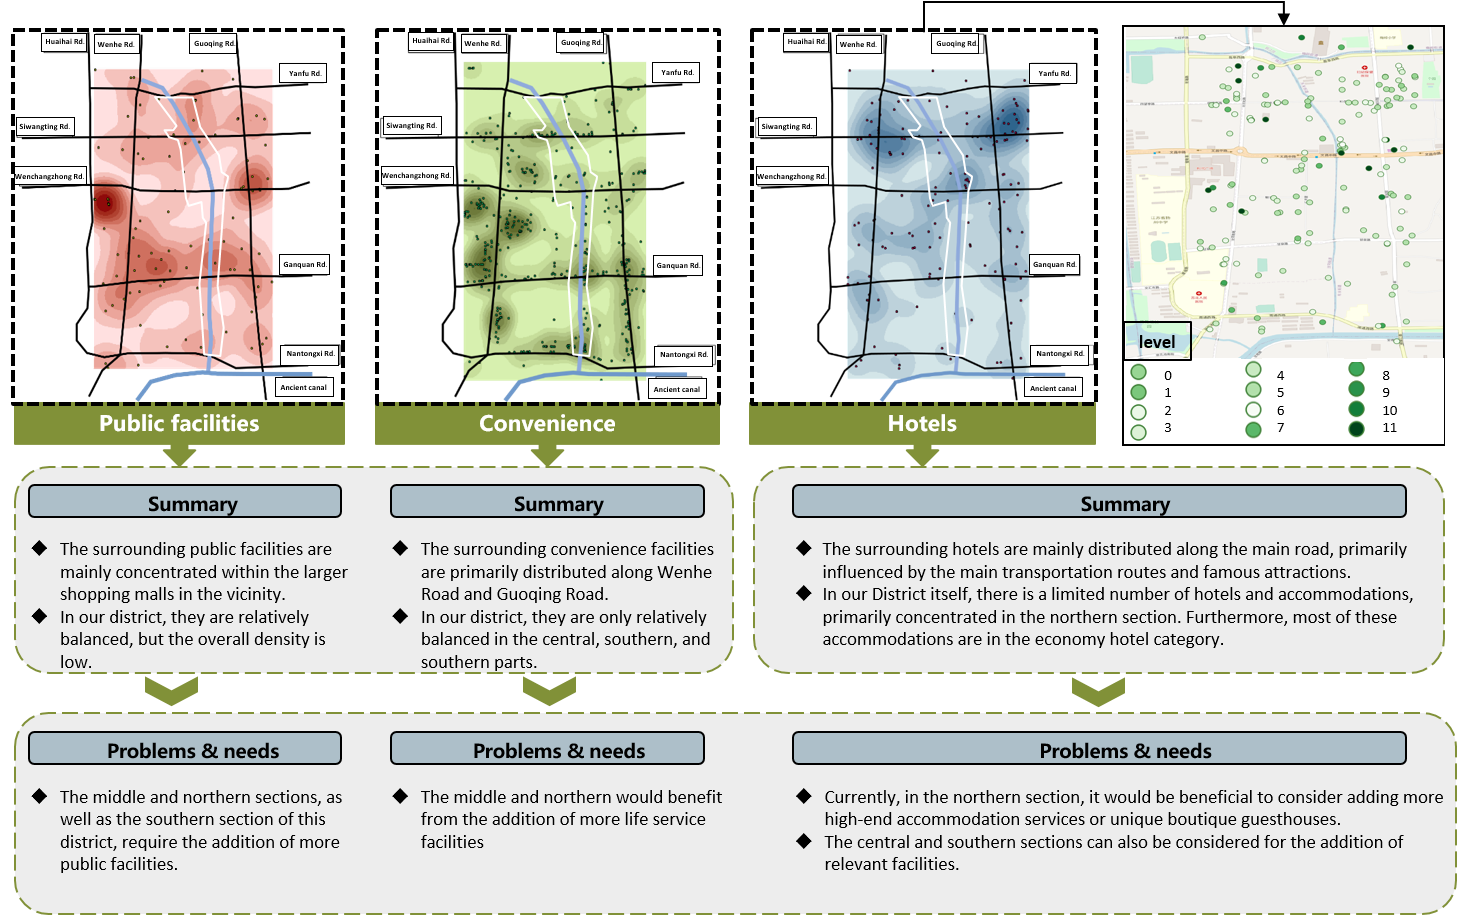 Huaihai Rd.
Wenhe Rd.
Guoqing Rd.
Yanfu Rd.
Siwangting Rd.
Wenchangzhong Rd.
Ganquan Rd.
Nantongxi Rd.
Ancient canal
Public facilities
Huaihai Rd.
Wenhe Rd.
Guoqing Rd.
Yanfu Rd.
Siwangting Rd.
Wenchangzhong Rd.
Ganquan Rd.
Nantongxi Rd.
Ancient canal
Convenience
Huaihai Rd.
Wenhe Rd.
Guoqing Rd.
Yanfu Rd.
Siwangting Rd.
Wenchangzhong Rd.
Ganquan Rd.
Nantongxi Rd.
Ancient canal
Hotels
level
0
1
2
3
4
5
6
7
8
9
10
11
Summary
The surrounding public facilities are
mainly concentrated within the larger
shopping malls in the vicinity.
In our district, they are relatively
balanced, but the overall density is
low.
Summary
The surrounding convenience facilities
are primarily distributed along Wenhe
Road and Guoqing Road.
In our district, they are only relatively
balanced in the central, southern, and
southern parts.
Summary
The surrounding hotels are mainly distributed along the main road, primarily
influenced by the main transportation routes and famous attractions.
In our District itself, there is a limited number of hotels and accommodations,
primarily concentrated in the northern section. Furthermore, most of these
accommodations are in the economy hotel category.
Problems & needs
The middle and northern sections, as
well as the southern section of this
district, require the addition of more
public facilities.
Problems & needs
The middle and northern would benefit
from the addition of more life service
facilities
Problems & needs
Currently, in the northern section, it would be beneficial to consider adding more
high-end accommodation services or unique boutique guesthouses.
The central and southern sections can also be considered for the addition of
relevant facilities.